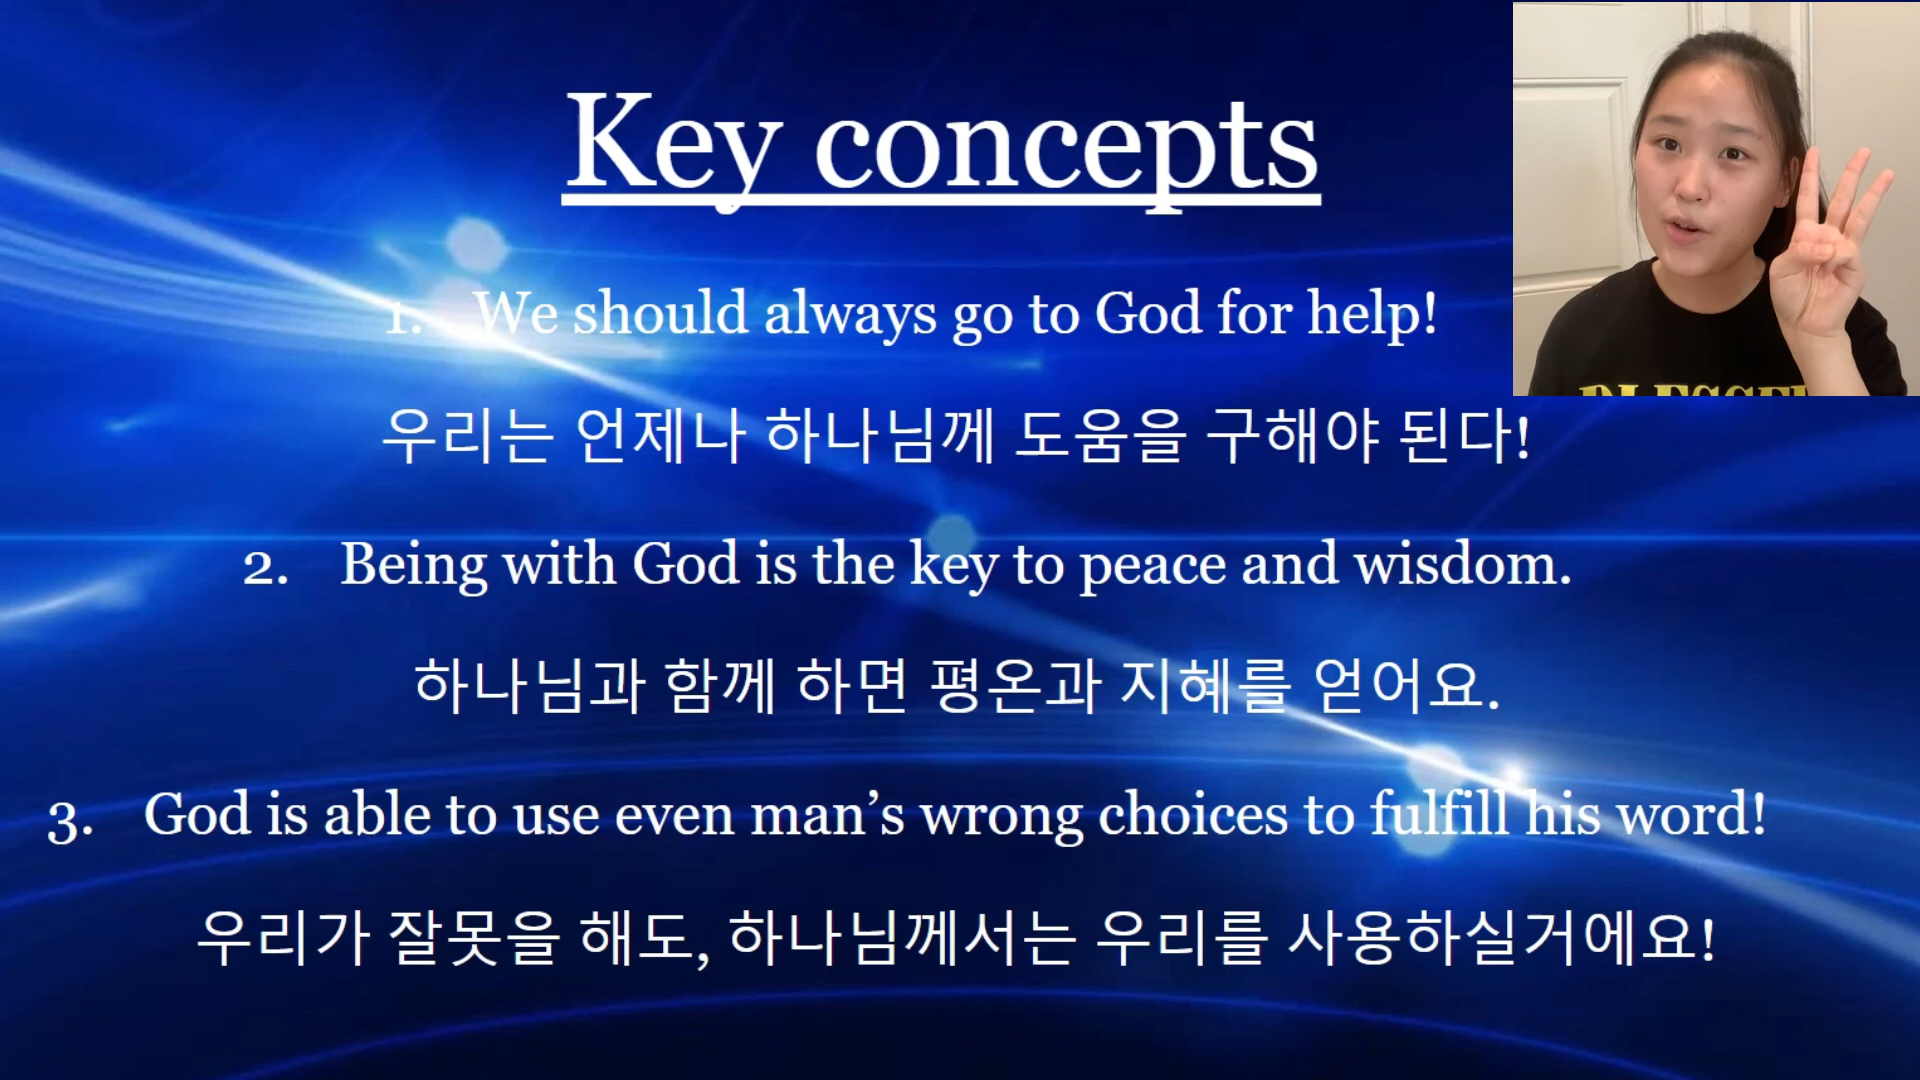 Key concepts
1. We should always go to God for help!
우리는 언제나 하나님께 도움을 구해야 된다!
2. Being with God is the key to peace and wisdom.
하나님과 함께 하면 평온과 지혜를 얻어요.
3. God is able to use even man’s wrong choices to fulfill his word!
우리가 잘못을 해도, 하나님께서는 우리를 사용하실거에요!